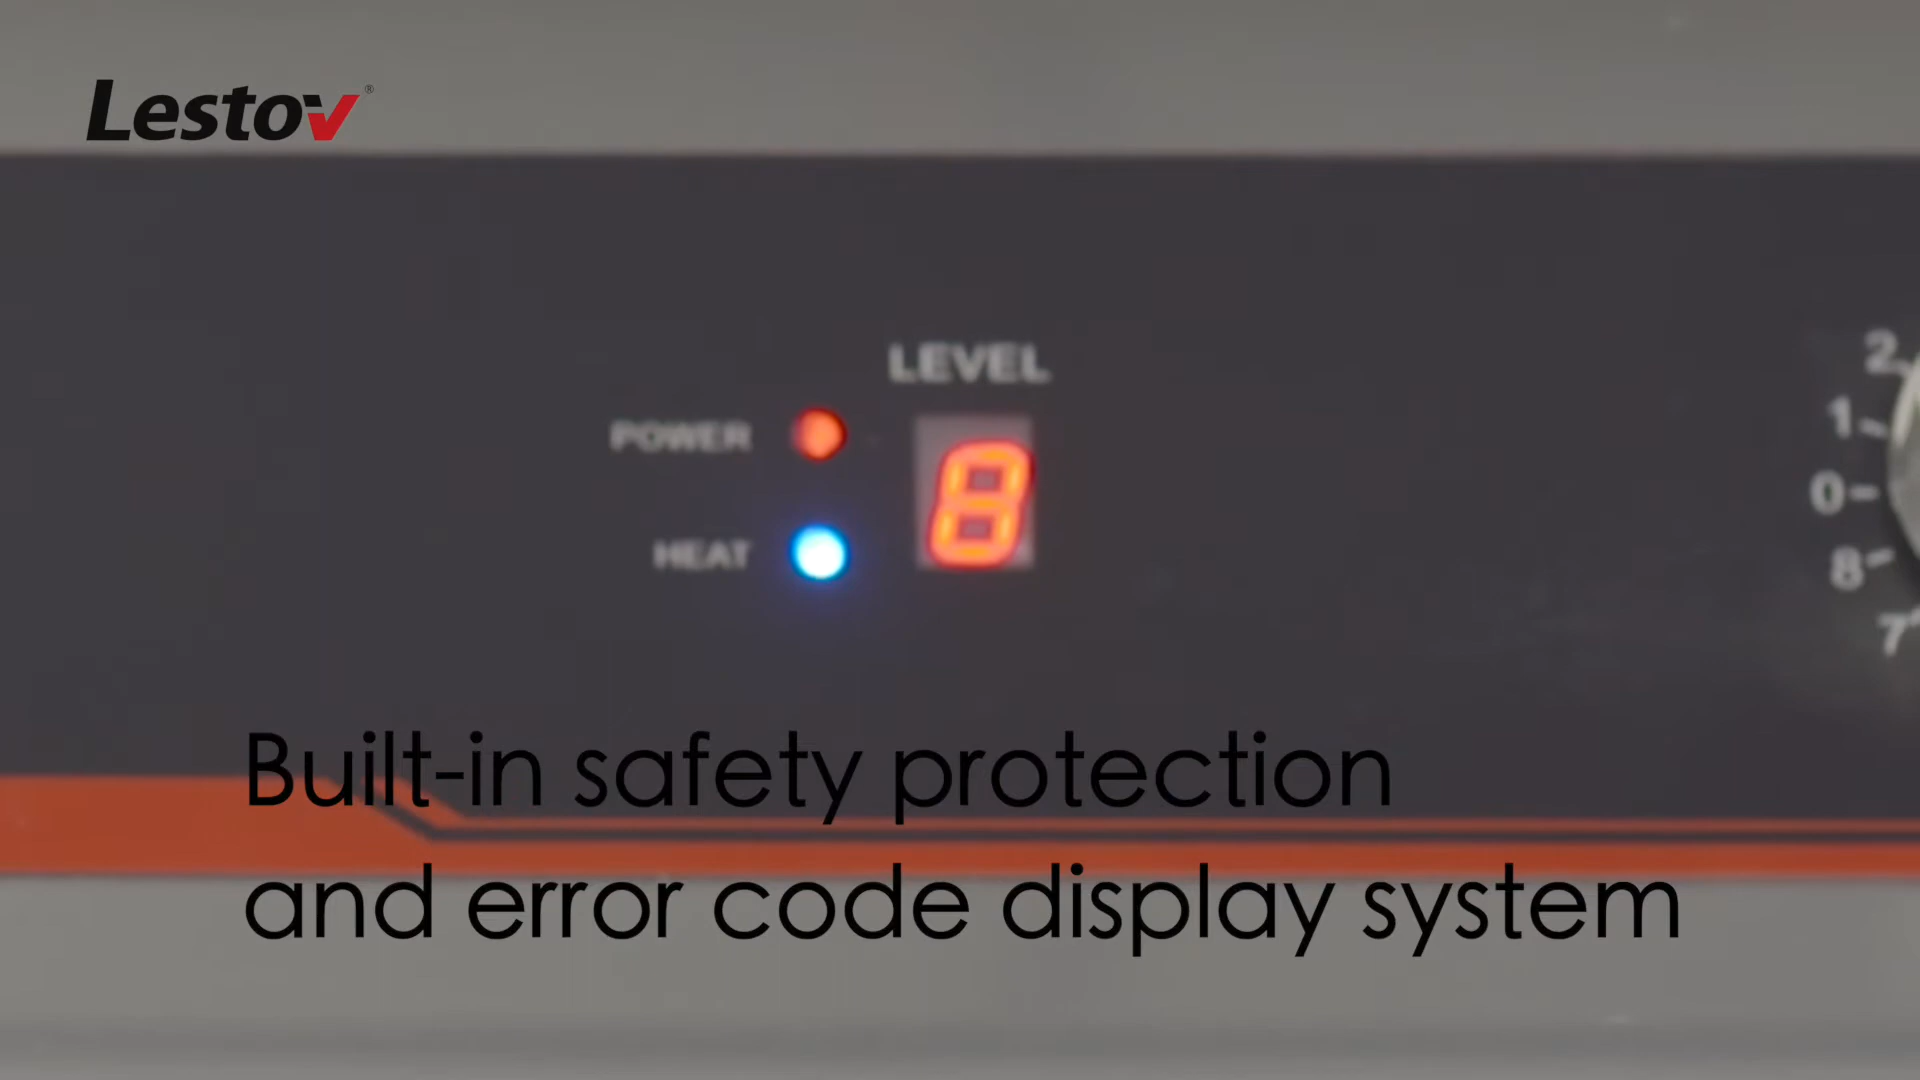 Lestov®
LEVEL
POWER
HEAT
8
2
1
0
8
7
Built-in safety protection
and error code display system